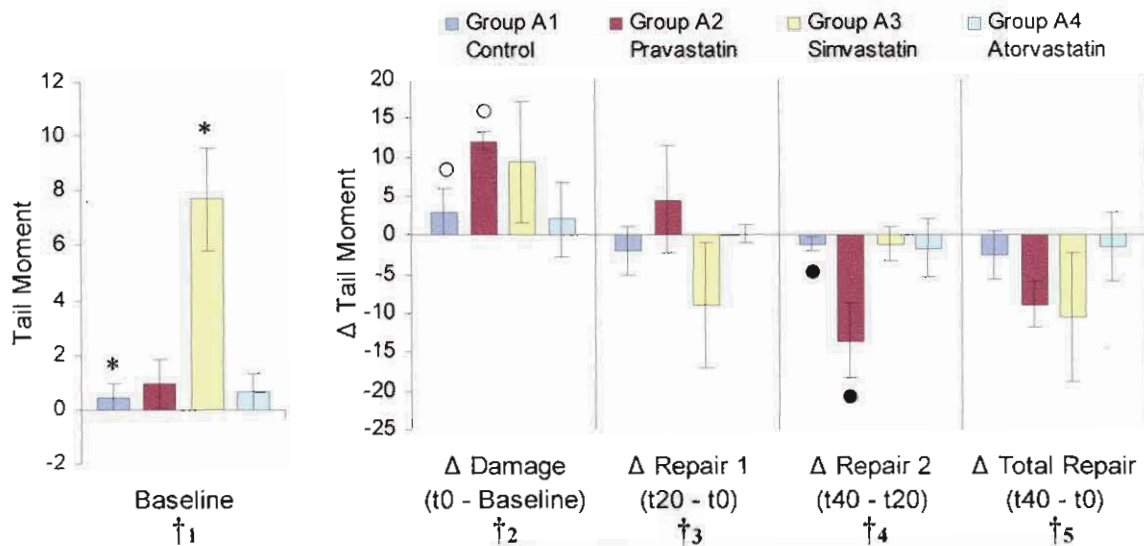 Group A1 Group A2 Group A3 Group A4
Control Pravastatin Simvastatin Atorvastatin
Tail Moment
12
10
8
6
4
2
0
-2
*
*
Baseline
†1
Δ Tail Moment
20
15
10
5
0
-5
-10
-15
-20
-25
Δ Damage Δ Repair 1 Δ Repair 2 Δ Total Repair
(t0 - Baseline) (t20 - t0) (t40 - t20) (t40 - t0)
†2 †3 †4 †5